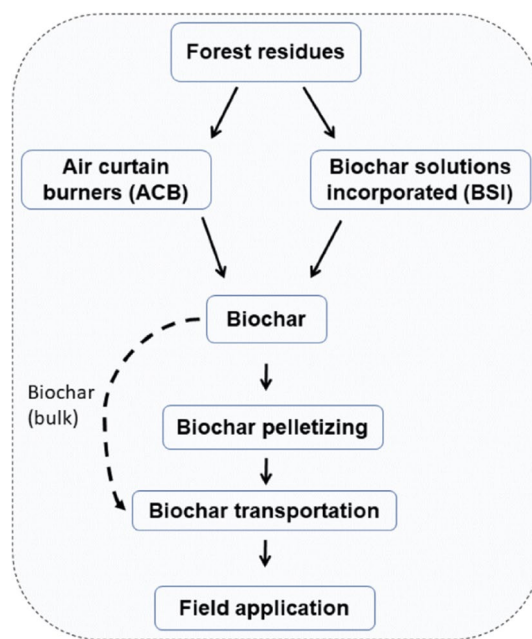 Forest residues
Air curtain
burners (ACB)
Biochar solutions
incorporated (BSI)
Biochar
Biochar
(bulk)
Biochar pelletizing
Biochar transportation
Field application